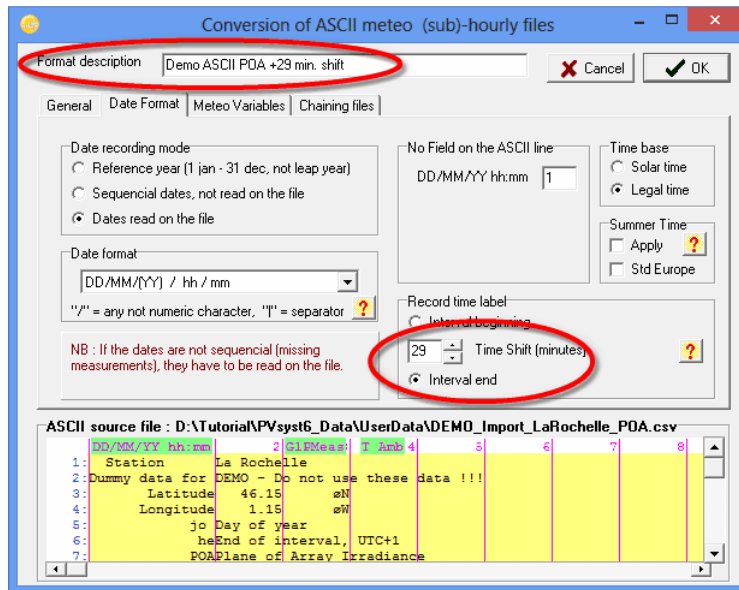 Conversion of ASCII meteo (sub)-hourly files
Format description
Demo ASCII POA +29 min. shift
Cancel
OK
General
Date Format
Meteo Variables
Chaining files
Date recording mode
Reference year (1 jan - 31 dec, not leap year)
Sequencial dates, not read on the file
Dates read on the file
Date format
DD/MM/(YY) / hh / mm
"/" = any not numeric character, "|" = separator
?
NB : If the dates are not sequencial (missing
measurements), they have to be read on the file.
No Field on the ASCII line
DD/MM/YY hh:mm 1
Time base
Solar time
Legal time
Summer Time
Apply ?
Std Europe
Record time label
Interval beginning
29 Time Shift (minutes)
?
Interval end
ASCII source file : D:\Tutorial\PVsyst6_Data\UserData\DEMO_Import_LaRochelle_POA.csv
DD/MM/YY hh:mm 2 GlPMeas T Amb 4 5 6 7 8
1: Station La Rochelle
2:Dummy data for DEMO - Do not use these data !!!
3: Latitude 46.15 øN
4: Longitude 1.15 øW
5: jo Day of year
6: heEnd of interval, UTC+1
7: POAPlane of Array Irradiance